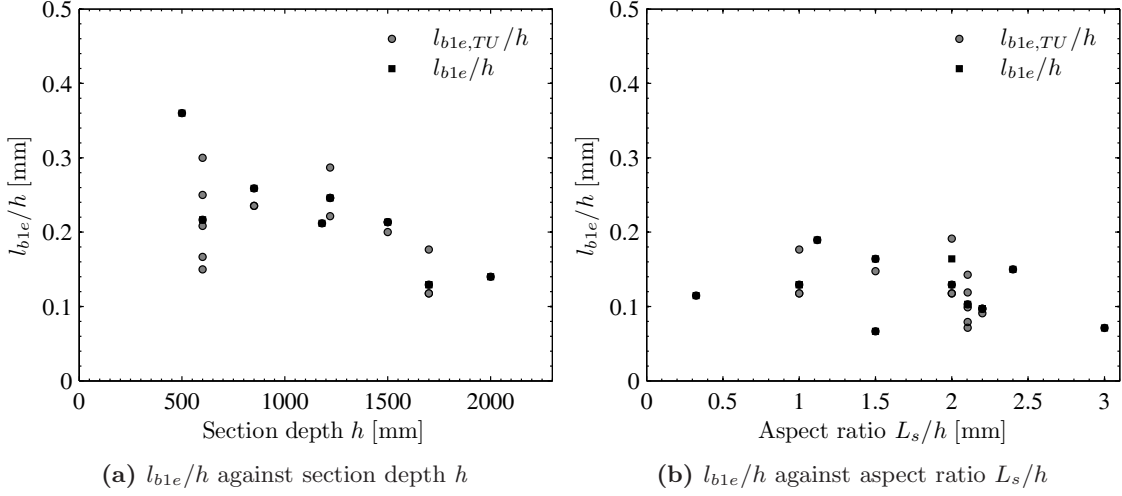 0.5
0.4
0.3
0.2
0.1
0
l_{b1e}/h [mm]
l_{b1e,TU}/h
l_{b1e}/h
0 500 1000 1500 2000
Section depth h [mm]
(a) l_{b1e}/h against section depth h
0.5
0.4
0.3
0.2
0.1
0
l_{b1e}/h [mm]
l_{b1e,TU}/h
l_{b1e}/h
0 0.5 1 1.5 2 2.5 3
Aspect ratio L_s/h [mm]
(b) l_{b1e}/h against aspect ratio L_s/h